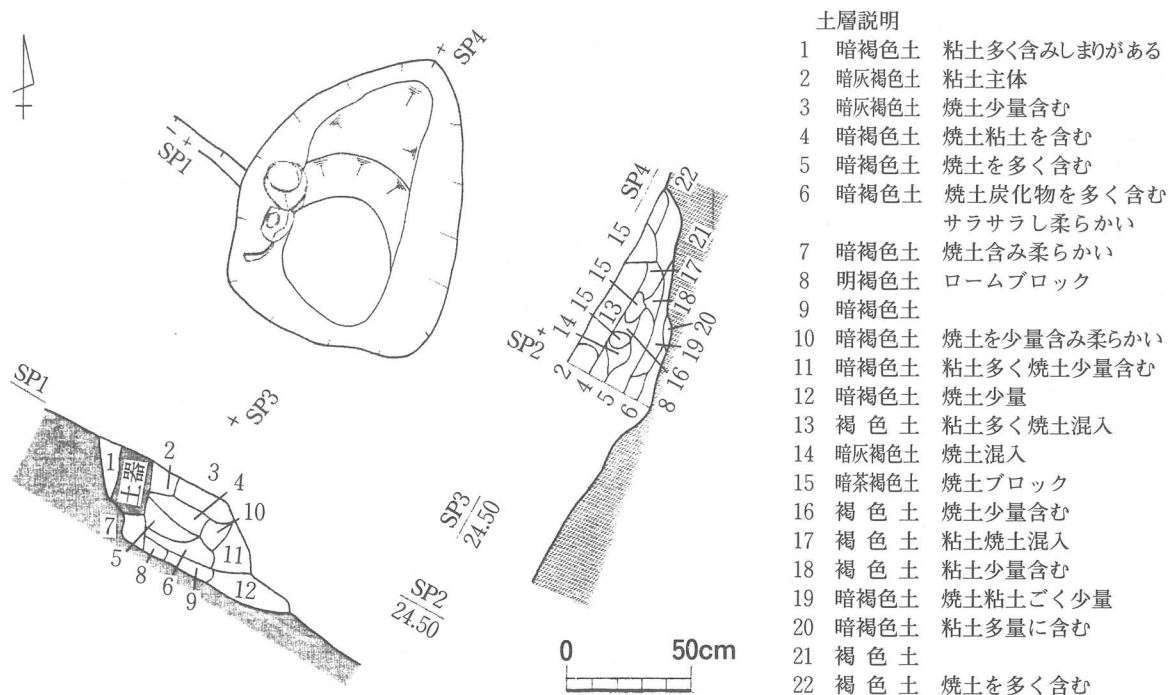 土層説明
1 暗褐色土 粘土多く含みしまりがある
2 暗灰褐色土 粘土主体
3 暗灰褐色土 焼土少量含む
4 暗褐色土 焼土粘土を含む
5 暗褐色土 焼土を多く含む
6 暗褐色土 焼土炭化物を多く含む
サラサラし柔らかい
7 暗褐色土 焼土含み柔らかい
8 明褐色土 ロームブロック
9 暗褐色土
10 暗褐色土 焼土を少量含み柔らかい
11 暗褐色土 粘土多く焼土少量含む
12 暗褐色土 焼土少量
13 褐色土 粘土多く焼土混入
14 暗灰褐色土 焼土混入
15 暗茶褐色土 焼土ブロック
16 褐色土 焼土少量含む
17 褐色土 粘土焼土混入
18 褐色土 粘土少量含む
19 暗褐色土 焼土粘土ごく少量
20 暗褐色土 粘土多量に含む
21 褐色土
22 褐色土 焼土を多く含む
SP4
SP1
SP3
SP1
1
土器
2
3
4
10
7
11
5
8
6
9
12
SP4
22
15
21
15
17
15
13
18
14
20
SP2
19
2
16
4
5
6
8
SP3
24.50
SP2
24.50
0 50cm